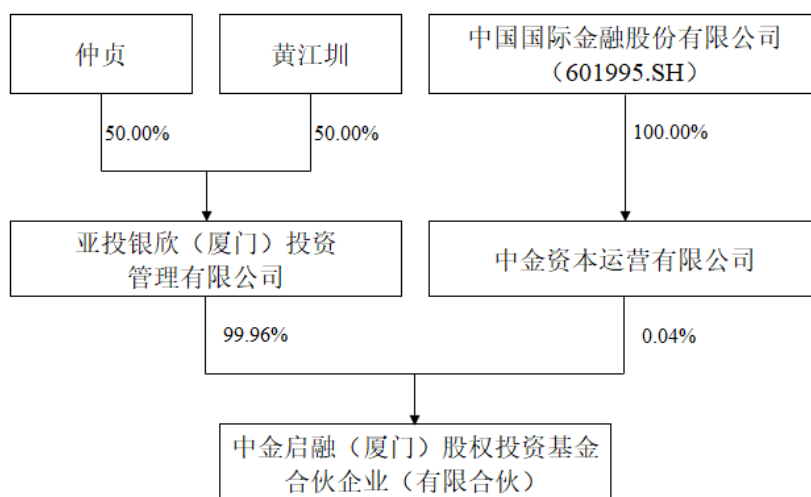 仲贞
黄江圳
中国国际金融股份有限公司
（601995.SH）
50.00%
50.00%
100.00%
亚投银欣（厦门）投资
管理有限公司
中金资本运营有限公司
99.96%
0.04%
中金启融（厦门）股权投资基金
合伙企业（有限合伙）